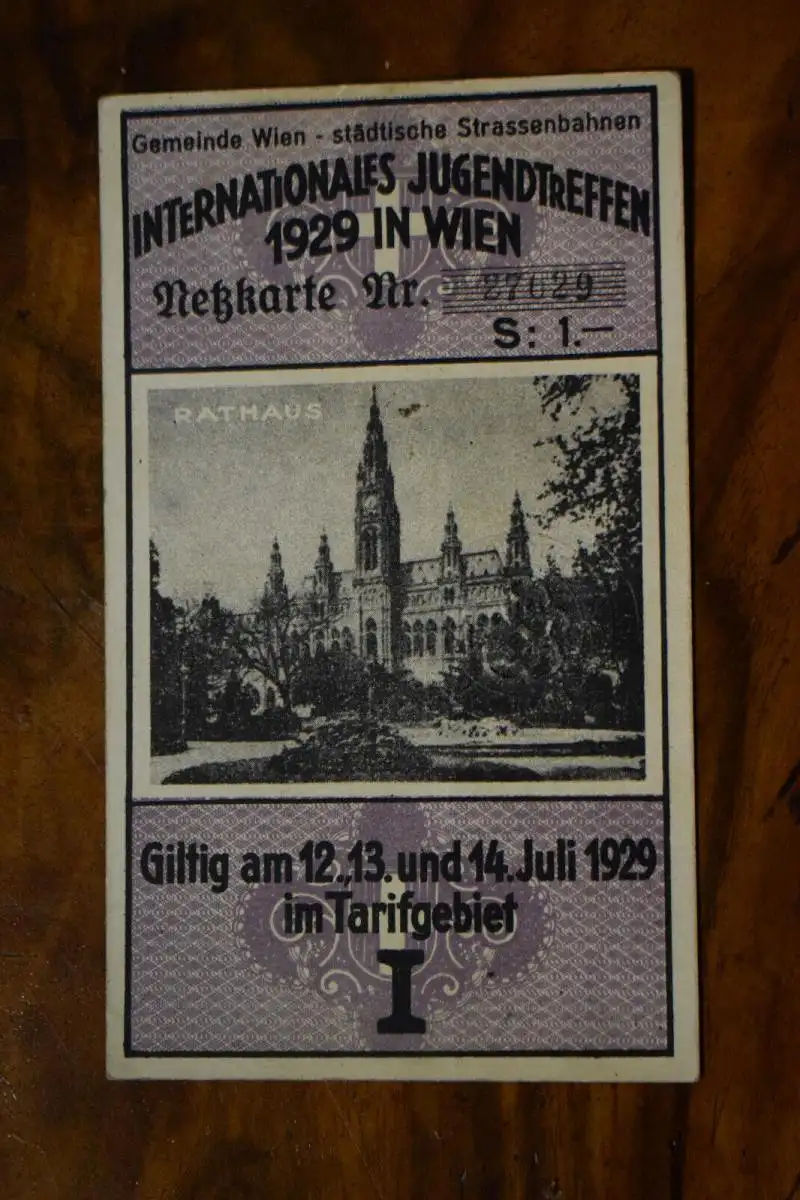 Gemeinde Wien - städtische Strassenbahnen
INTERNATIONALES JUGENDTREFFEN
1929 IN WIEN
Netzkarte Nr. 27029
S: 1.—
RATHAUS
Giltig am 12., 13. und 14. Juli 1929
im Tarifgebiet
I